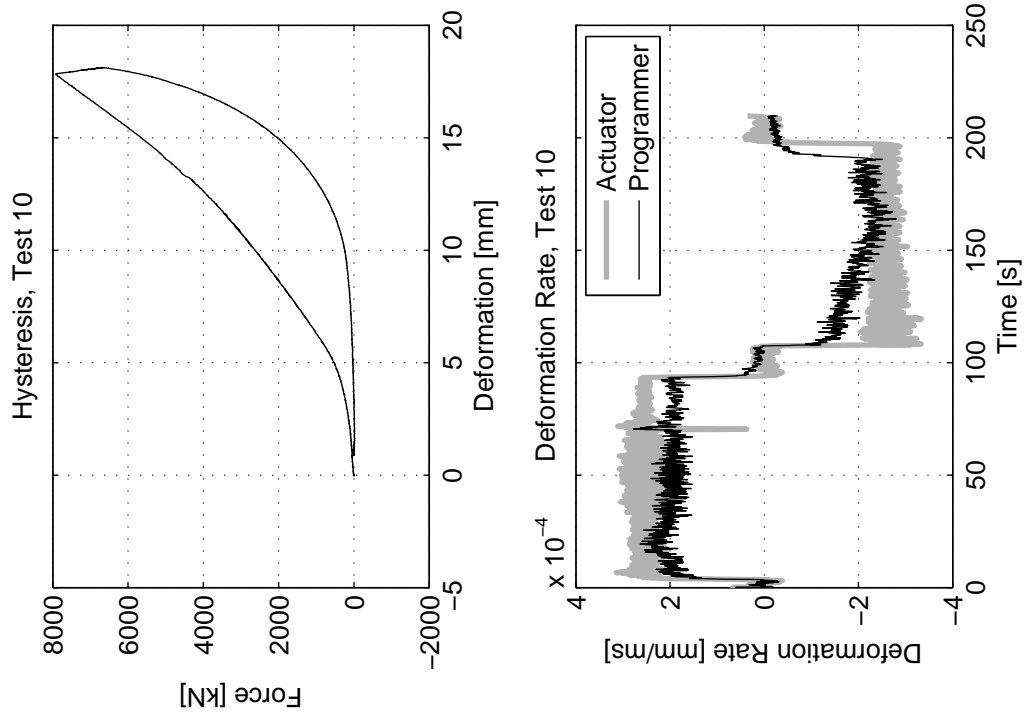 Hysteresis, Test 10
Force [kN]
8000
6000
4000
2000
0
−2000
−5
0
5
10
15
20
Deformation [mm]
Deformation Rate, Test 10
x 10⁻⁴
Deformation Rate [mm/ms]
4
2
0
−2
−4
0
50
100
150
200
250
Time [s]
Actuator
Programmer